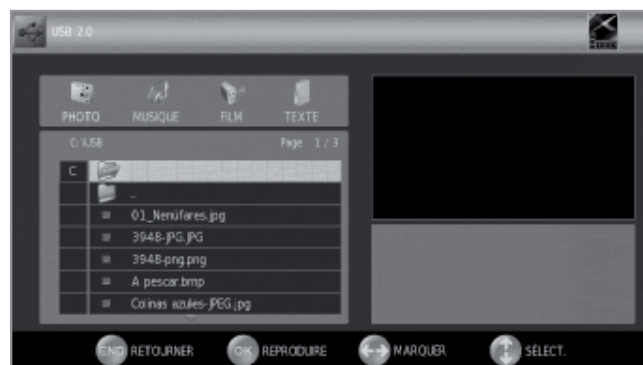 USB 2.0
PHOTO MUSIQUE FILM TEXTE
C:\USB Page 1/3
C
..
01_Nenúfares.jpg
3948-JPG.JPG
3948-png.png
A pescar.bmp
Colinas azules-JPEG.jpg
END RETOURNER OK REPRODUIRE MARQUER SÉLECT.